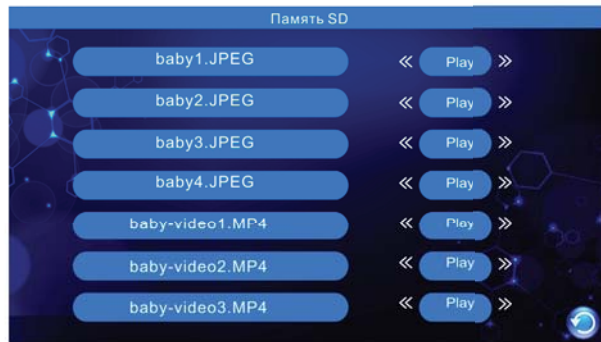 Память SD
baby1.JPEG « Play »
baby2.JPEG « Play »
baby3.JPEG « Play »
baby4.JPEG « Play »
baby-video1.MP4 « Play »
baby-video2.MP4 « Play »
baby-video3.MP4 « Play »